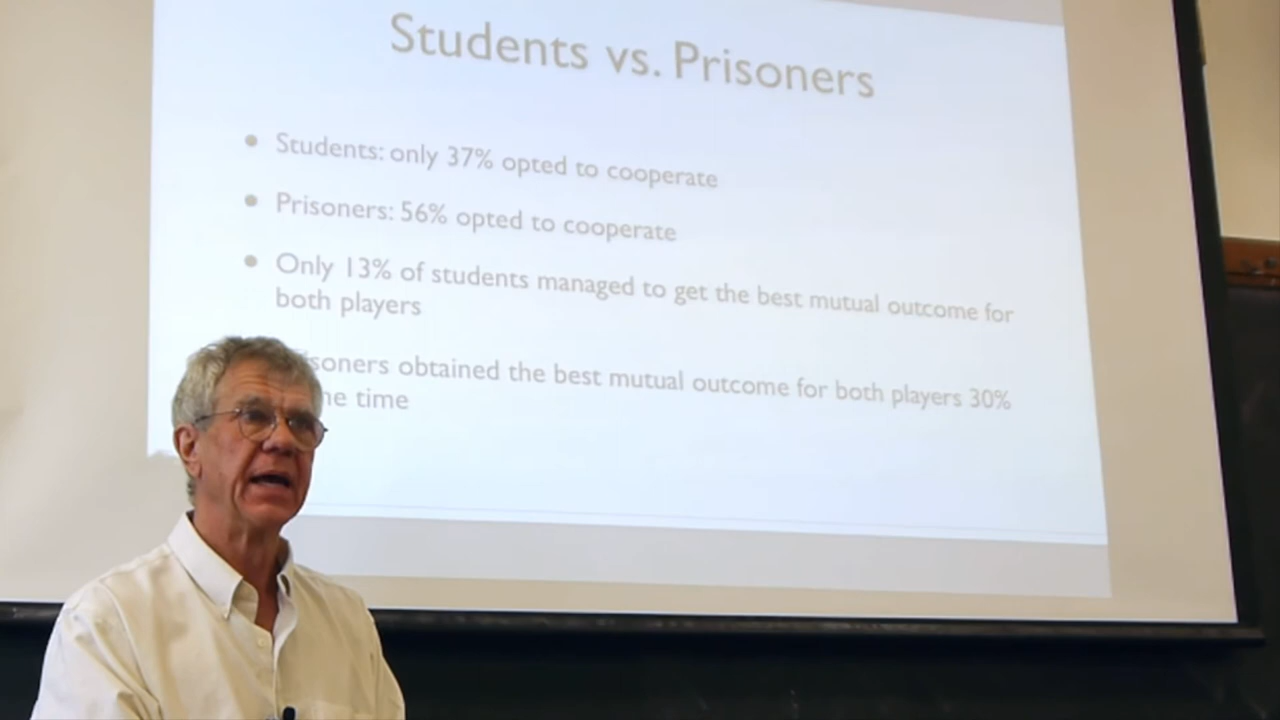 Students vs. Prisoners
Students: only 37% opted to cooperate
Prisoners: 56% opted to cooperate
Only 13% of students managed to get the best mutual outcome for
both players
obtained the best mutual outcome for both players 30%
time